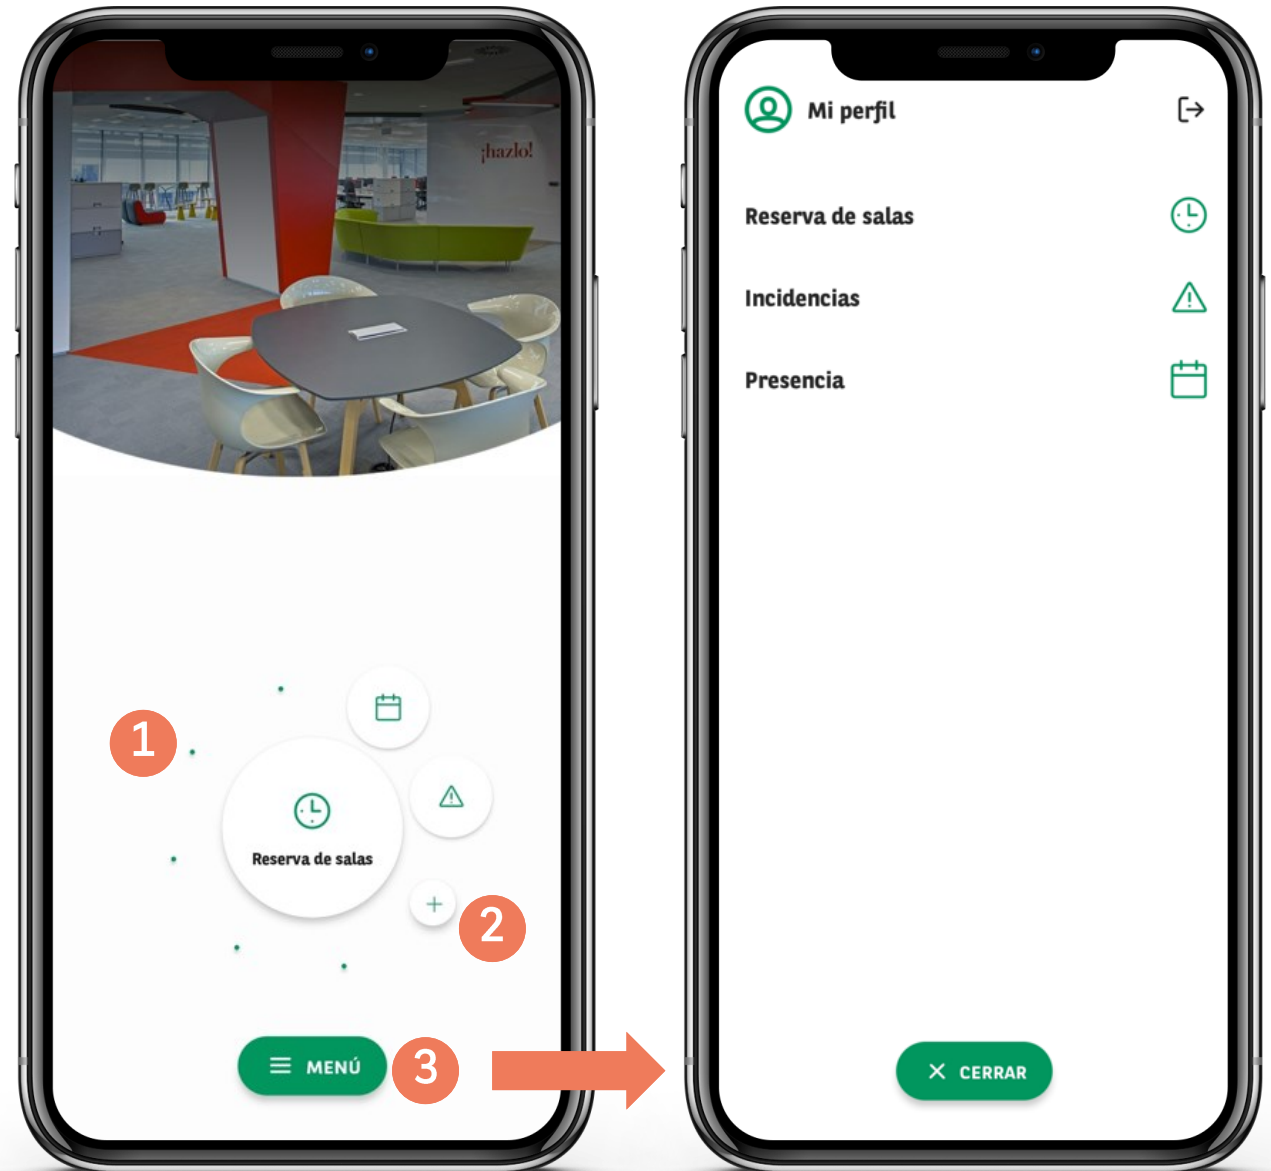 ¡hazlo!
1
Reserva de salas
2
MENÚ
3
Mi perfil
Reserva de salas
Incidencias
Presencia
CERRAR